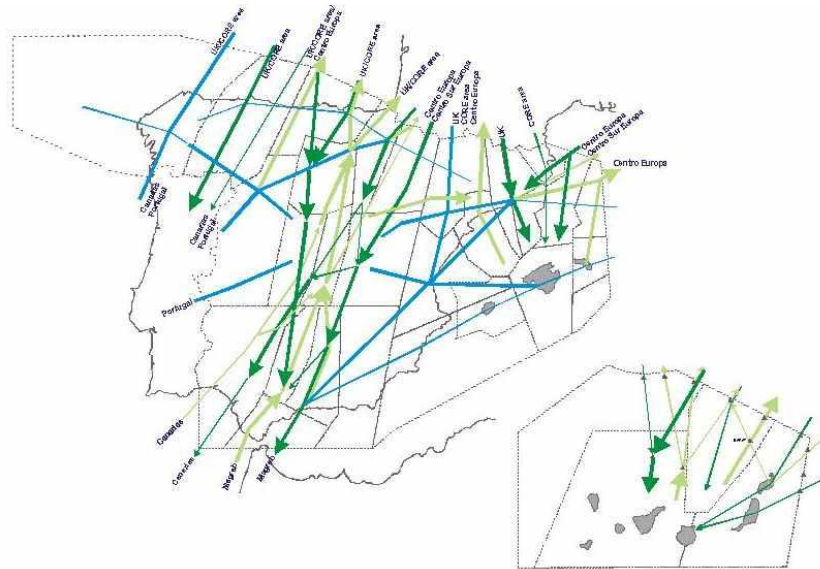 UK/CORE area
UK/CORE area
UK/CORE area/
Centro Europa
UK/CORE area
UK/CORE area
Centro Europa
Centro Sur Europa
UK
CORE area
Centro Europa
UK
CORE area
Centro Europa
Centro Sur Europa
Centro Europa
Canarias
Portugal
Canarias
Portugal
Portugal
Canarias
Canarias
Magreb
Magreb